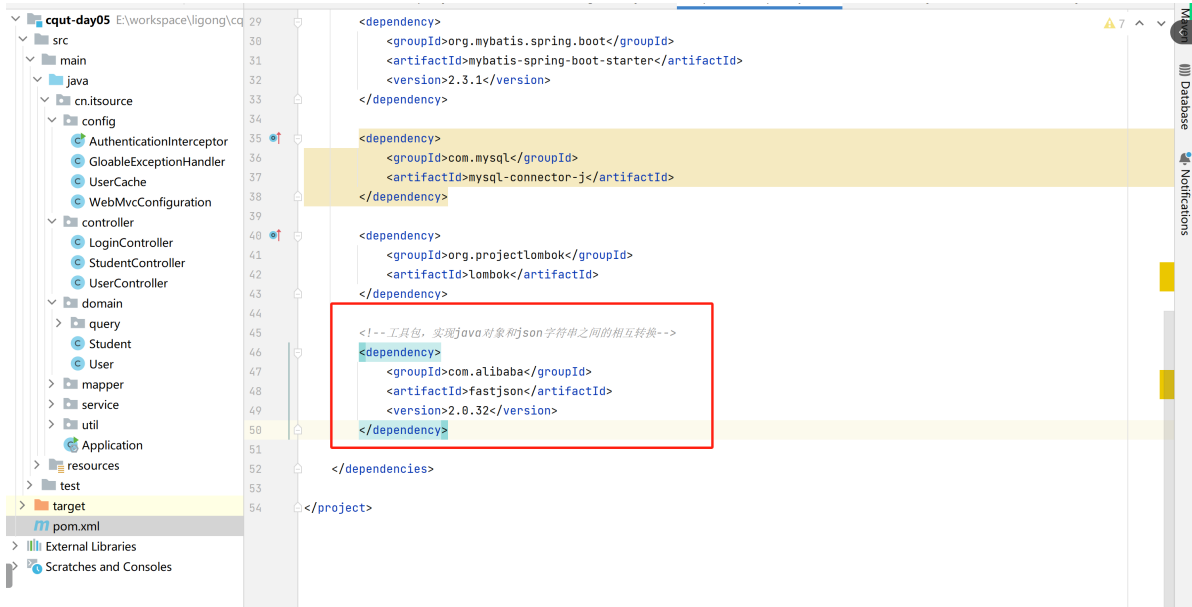 cqut-day05 E:\workspace\ligong\cq
src
main
java
cn.itsource
config
AuthenticationInterceptor
GloableExceptionHandler
UserCache
WebMvcConfiguration
controller
LoginController
StudentController
UserController
domain
query
Student
User
mapper
service
util
Application
resources
test
target
pom.xml
External Libraries
Scratches and Consoles
29 <dependency>
30 <groupId>org.mybatis.spring.boot</groupId>
31 <artifactId>mybatis-spring-boot-starter</artifactId>
32 <version>2.3.1</version>
33 </dependency>
34
35 <dependency>
36 <groupId>com.mysql</groupId>
37 <artifactId>mysql-connector-j</artifactId>
38 </dependency>
39
40 <dependency>
41 <groupId>org.projectlombok</groupId>
42 <artifactId>lombok</artifactId>
43 </dependency>
44
45 <!--工具包，实现java对象和json字符串之间的相互转换-->
46 <dependency>
47 <groupId>com.alibaba</groupId>
48 <artifactId>fastjson</artifactId>
49 <version>2.0.32</version>
50 </dependency>
51
52 </dependencies>
53
54 </project>
7
Maven
Database
Notifications